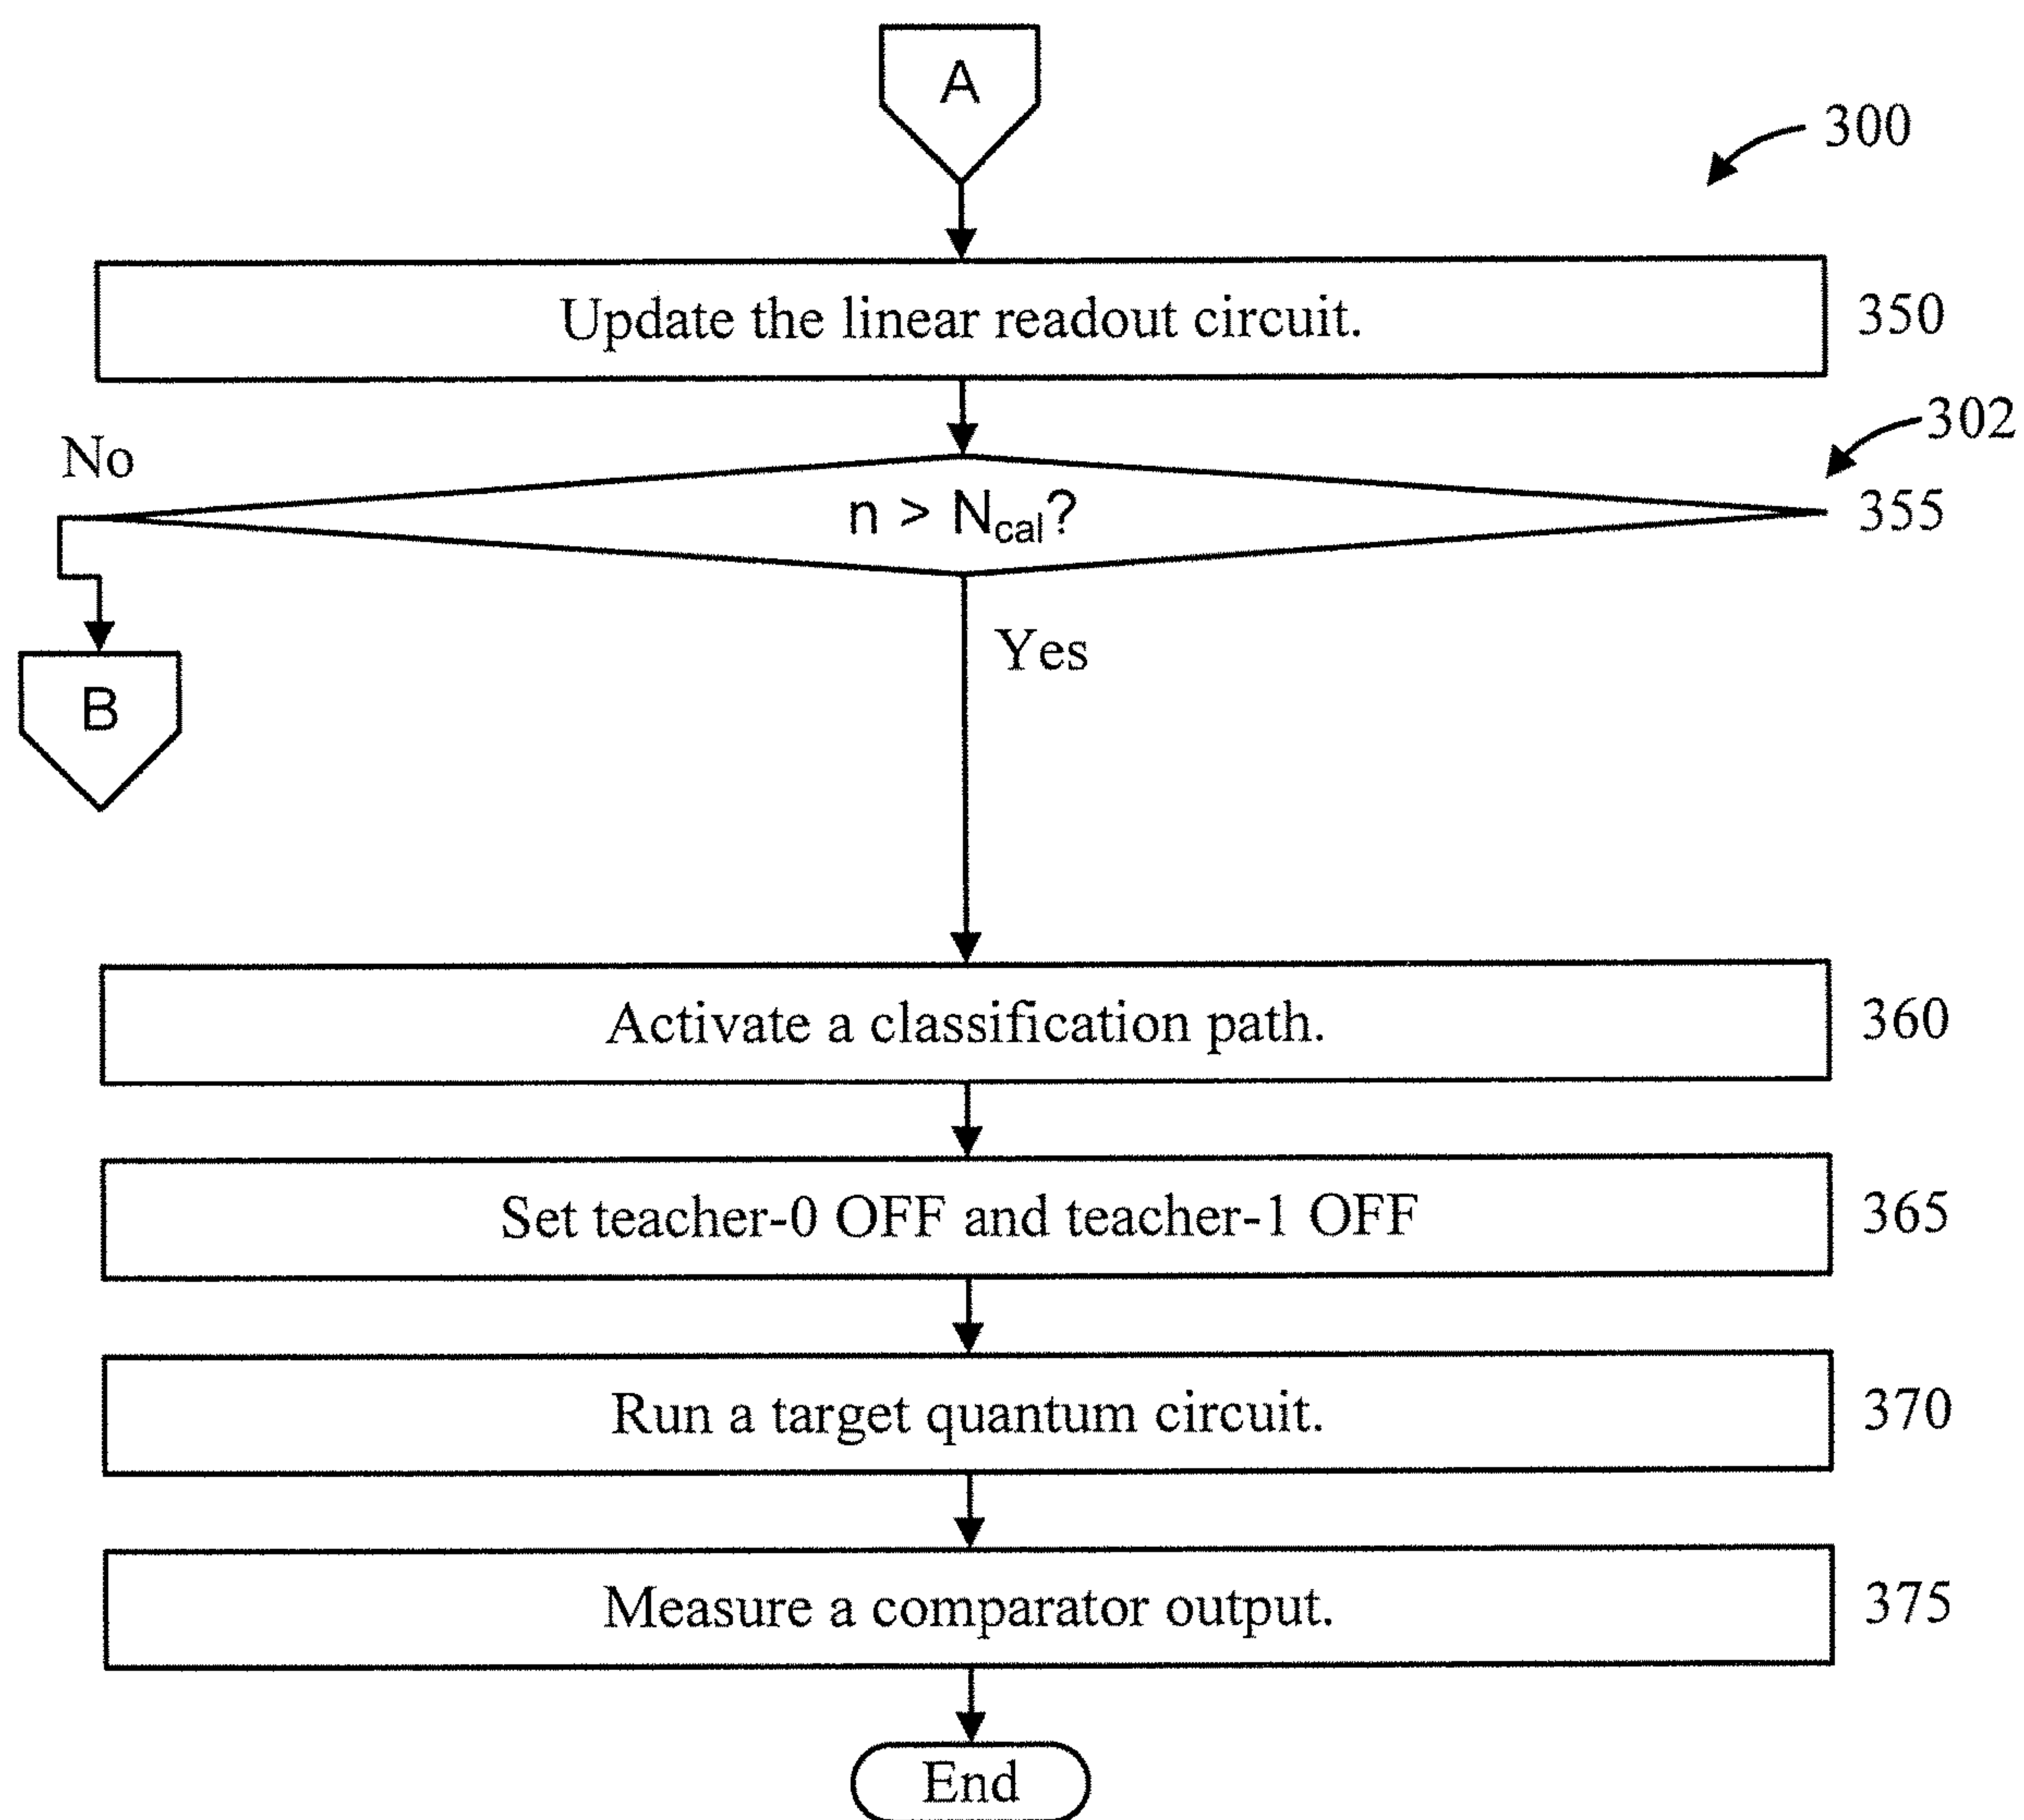 A
300
Update the linear readout circuit.
350
302
No
n > Ncal?
355
Yes
B
Activate a classification path.
360
Set teacher-0 OFF and teacher-1 OFF
365
Run a target quantum circuit.
370
Measure a comparator output.
375
End